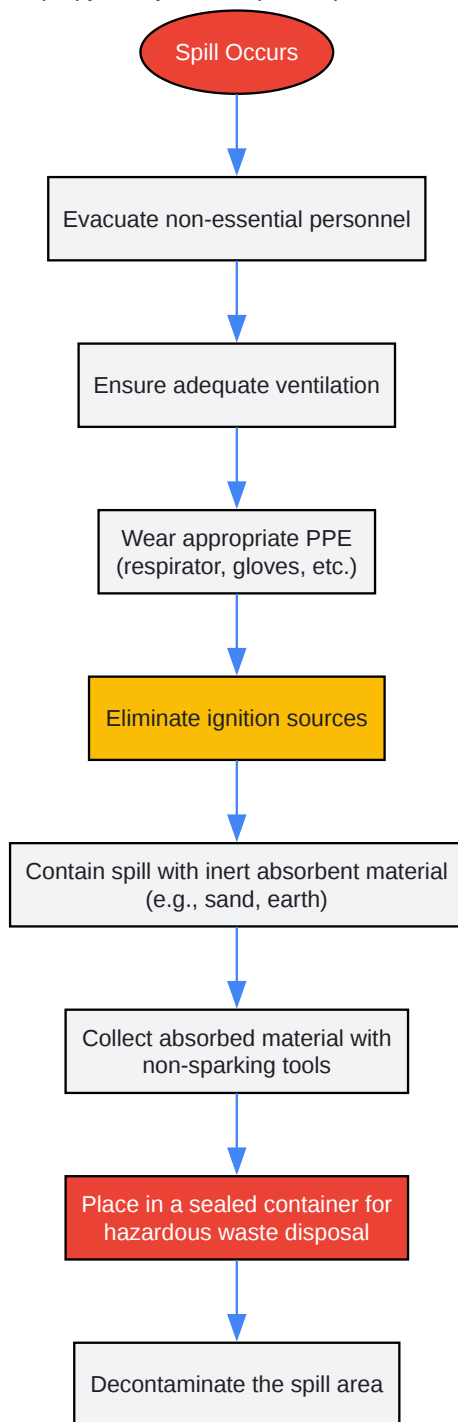 Spill Occurs
Evacuate non-essential personnel
Ensure adequate ventilation
Wear appropriate PPE
(respirator, gloves, etc.)
Eliminate ignition sources
Contain spill with inert absorbent material
(e.g., sand, earth)
Collect absorbed material with
non-sparking tools
Place in a sealed container for
hazardous waste disposal
Decontaminate the spill area